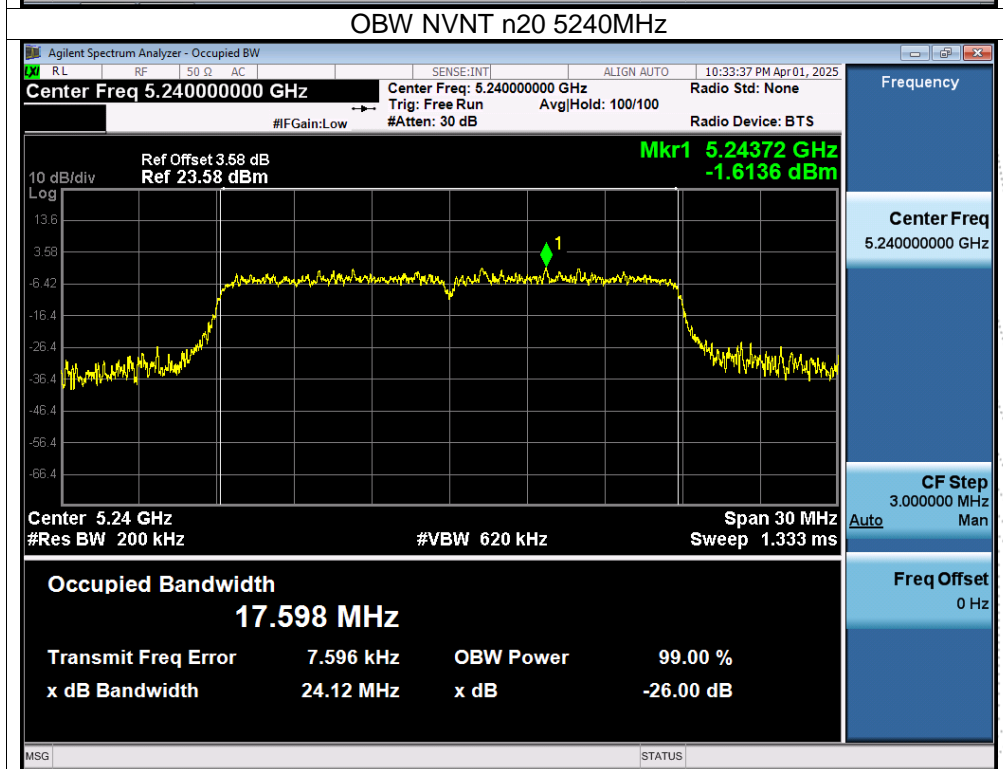 OBW NVNT n20 5240MHz
Agilent Spectrum Analyzer - Occupied BW
LXI RL RF 50 Ω AC SENSE:INT ALIGN AUTO 10:33:37 PM Apr 01, 2025
Center Freq 5.240000000 GHz
Center Freq: 5.240000000 GHz Radio Std: None
Trig: Free Run Avg|Hold: 100/100
#IFGain:Low #Atten: 30 dB Radio Device: BTS
Mkr1 5.24372 GHz
-1.6136 dBm
Ref Offset 3.58 dB
10 dB/div Ref 23.58 dBm
Log
13.6
3.58
-6.42
-16.4
-26.4
-36.4
-46.4
-56.4
-66.4
1
Center 5.24 GHz Span 30 MHz
#Res BW 200 kHz #VBW 620 kHz Sweep 1.333 ms
Occupied Bandwidth
17.598 MHz
Transmit Freq Error 7.596 kHz OBW Power 99.00 %
x dB Bandwidth 24.12 MHz x dB -26.00 dB
Frequency
Center Freq
5.240000000 GHz
CF Step
3.000000 MHz
Auto Man
Freq Offset
0 Hz
MSG STATUS